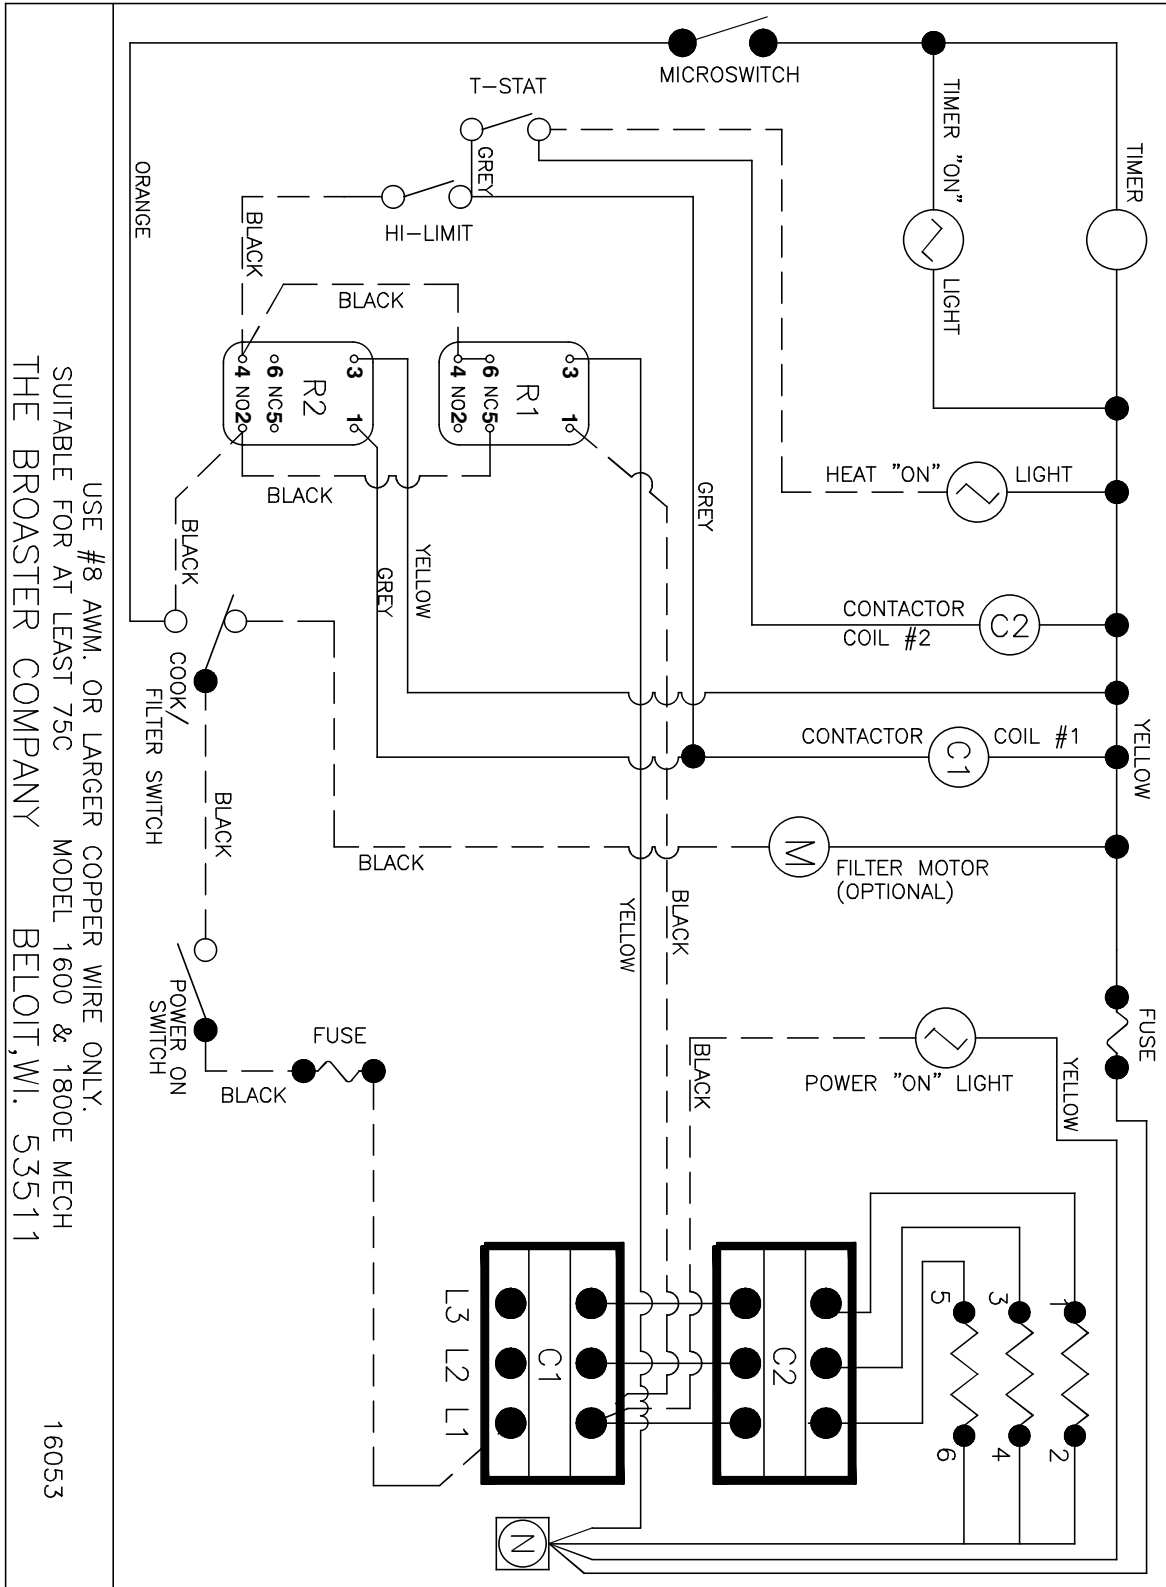 MICROSWITCH
T-STAT
TIMER "ON"
LIGHT
TIMER
GREY
ORANGE
HI-LIMIT
BLACK
BLACK
4 NO2
6 NC5
R2
3
1
4 NO2
6 NC5
R1
3
1
BLACK
HEAT "ON" LIGHT
GREY
BLACK
YELLOW
GREY
CONTACTOR
COIL #2
C2
COOK/
FILTER SWITCH
CONTACTOR
C1
COIL #1
YELLOW
BLACK
BLACK
M
FILTER MOTOR
(OPTIONAL)
YELLOW
BLACK
POWER ON
SWITCH
FUSE
BLACK
BLACK
POWER "ON" LIGHT
YELLOW
FUSE
L3 L2 L1
C1
C2
5
3
1
6
4
2
N
USE #8 AWM. OR LARGER COPPER WIRE ONLY.
SUITABLE FOR AT LEAST 75C MODEL 1600 & 1800E MECH
THE BROASTER COMPANY BELOIT,WI. 53511
16053